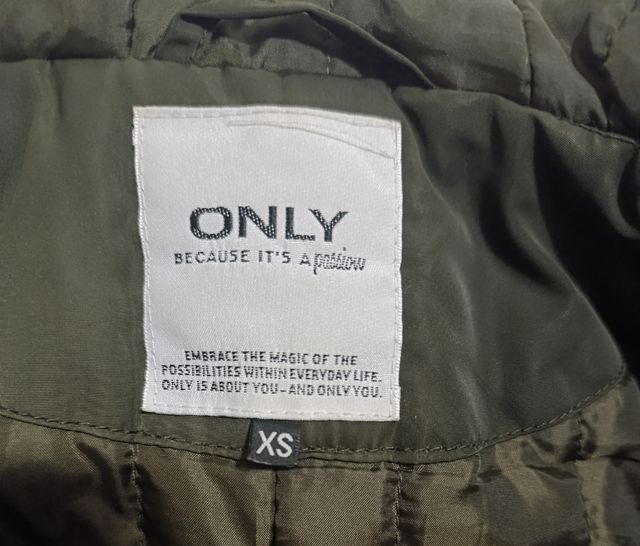 ONLY
BECAUSE IT'S A passion
EMBRACE THE MAGIC OF THE
POSSIBILITIES WITHIN EVERYDAY LIFE.
ONLY IS ABOUT YOU-AND ONLY YOU.
XS